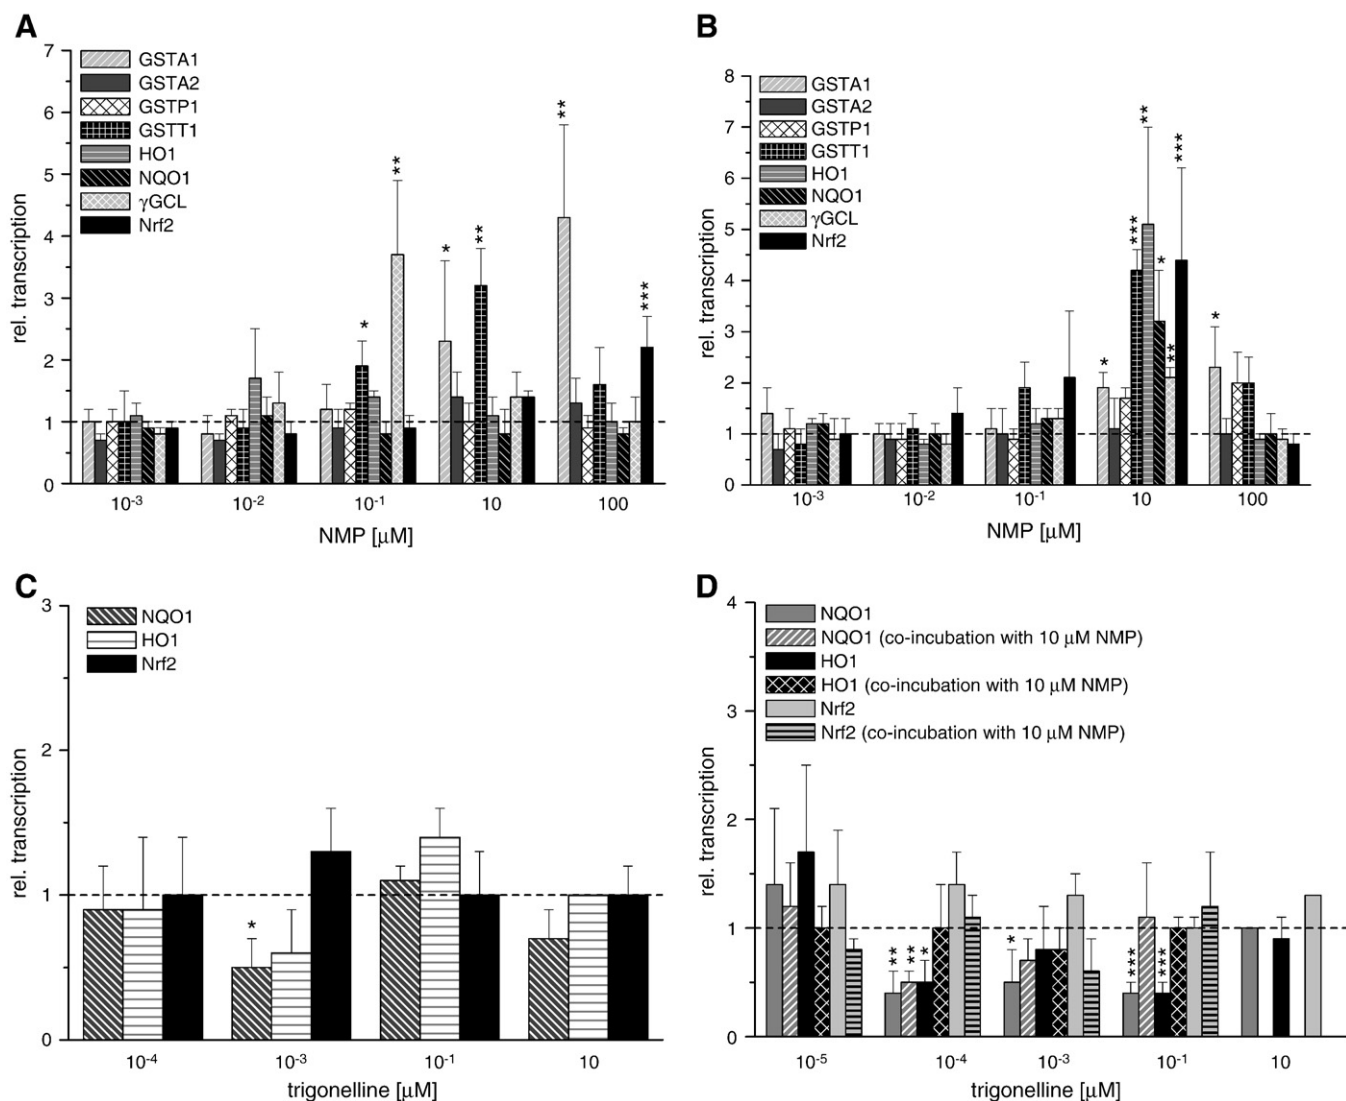 A
rel. transcription
7
6
5
4
3
2
1
0
GSTA1
GSTA2
GSTP1
GSTT1
HO1
NQO1
γGCL
Nrf2
*
**
*
**
**
***
10⁻³ 10⁻² 10⁻¹ 10 100
NMP [μM]
B
rel. transcription
8
7
6
5
4
3
2
1
0
GSTA1
GSTA2
GSTP1
GSTT1
HO1
NQO1
γGCL
Nrf2
*
***
**
*
**
***
*
10⁻³ 10⁻² 10⁻¹ 10 100
NMP [μM]
C
rel. transcription
3
2
1
0
NQO1
HO1
Nrf2
*
10⁻⁴ 10⁻³ 10⁻¹ 10
trigonelline [μM]
D
rel. transcription
4
3
2
1
0
NQO1
NQO1 (co-incubation with 10 μM NMP)
HO1
HO1 (co-incubation with 10 μM NMP)
Nrf2
Nrf2 (co-incubation with 10 μM NMP)
**
**
*
*
***
***
10⁻⁵ 10⁻⁴ 10⁻³ 10⁻¹ 10
trigonelline [μM]